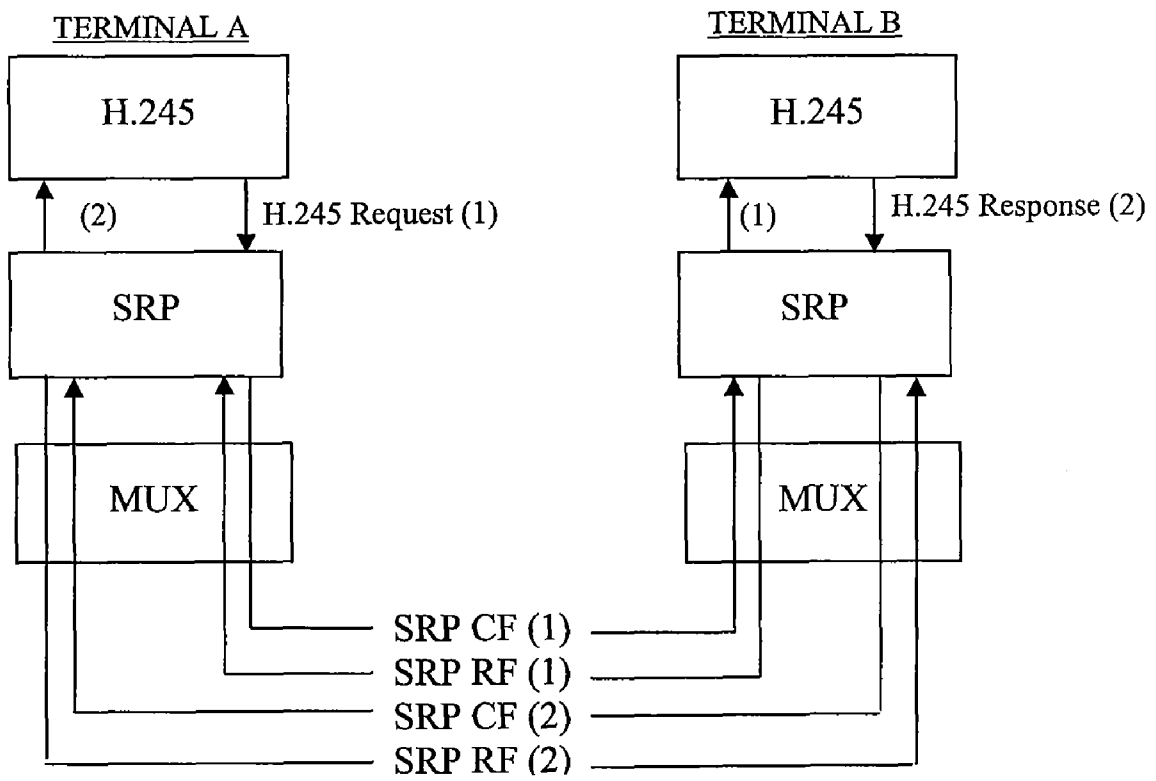 TERMINAL A
TERMINAL B
H.245
H.245
(2)
H.245 Request (1)
(1)
H.245 Response (2)
SRP
SRP
MUX
MUX
SRP CF (1)
SRP RF (1)
SRP CF (2)
SRP RF (2)